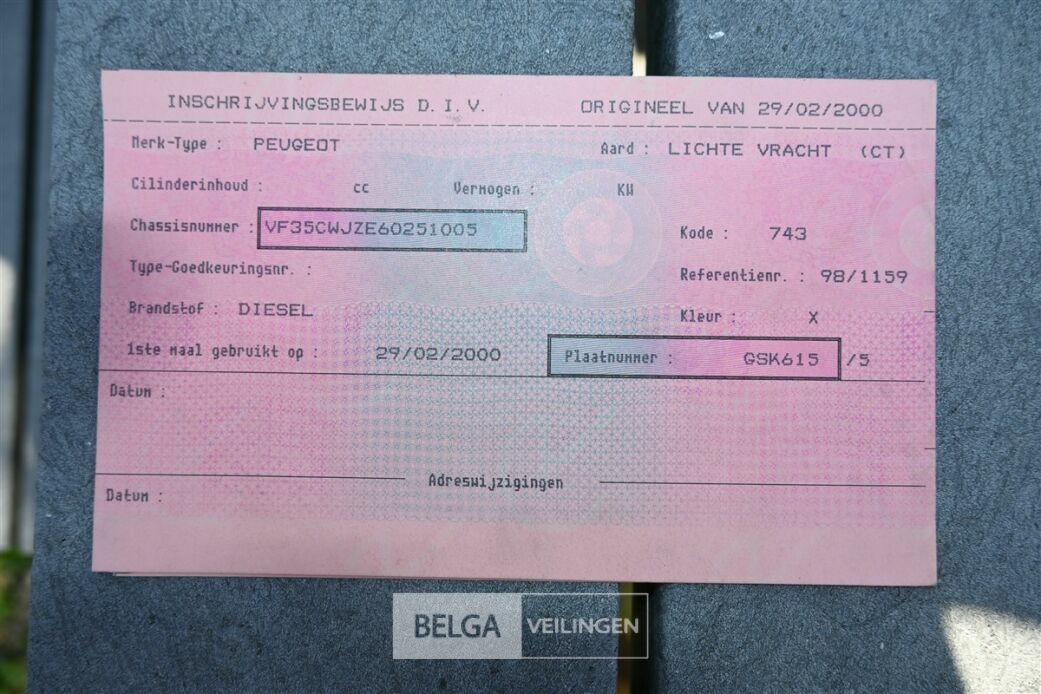 INSCHRIJVINGSBEWIJS D.I.V. ORIGINEEL VAN 29/02/2000
Merk-Type : PEUGEOT Aard : LICHTE VRACHT (CT)
Cilinderinhoud : cc Vermogen : KW
Chassisnummer : VF35CWJZE60251005 Kode : 743
Type-Goedkeuringsnr. : Referentienr. : 98/1159
Brandstof : DIESEL Kleur : X
1ste maal gebruikt op : 29/02/2000 Plaatnummer : GSK615 /5
Datum :
Adreswijzigingen
Datum :
BELGA VEILINGEN